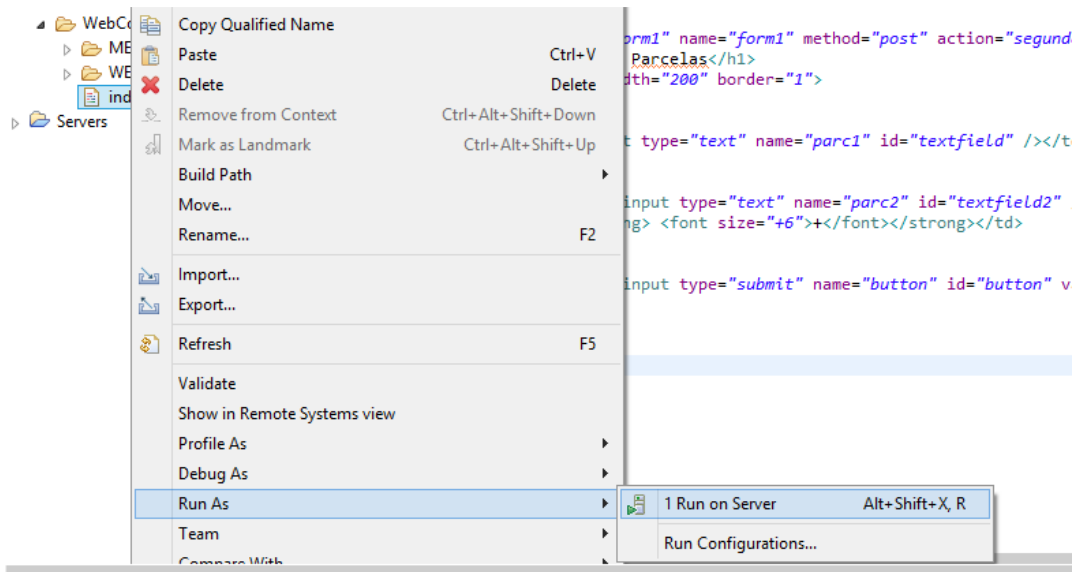 WebCo
ME
WE
ind
Servers
Copy Qualified Name
Paste Ctrl+V
Delete Delete
Remove from Context Ctrl+Alt+Shift+Down
Mark as Landmark Ctrl+Alt+Shift+Up
Build Path
Move...
Rename... F2
Import...
Export...
Refresh F5
Validate
Show in Remote Systems view
Profile As
Debug As
Run As
Team
Compare With
1 Run on Server Alt+Shift+X, R
Run Configurations...
orm1" name="form1" method="post" action="segund
Parcelas</h1>
dth="200" border="1">
t type="text" name="parc1" id="textfield" /></t
input type="text" name="parc2" id="textfield2"
ng> <font size="+6">+</font></strong></td>
input type="submit" name="button" id="button" v